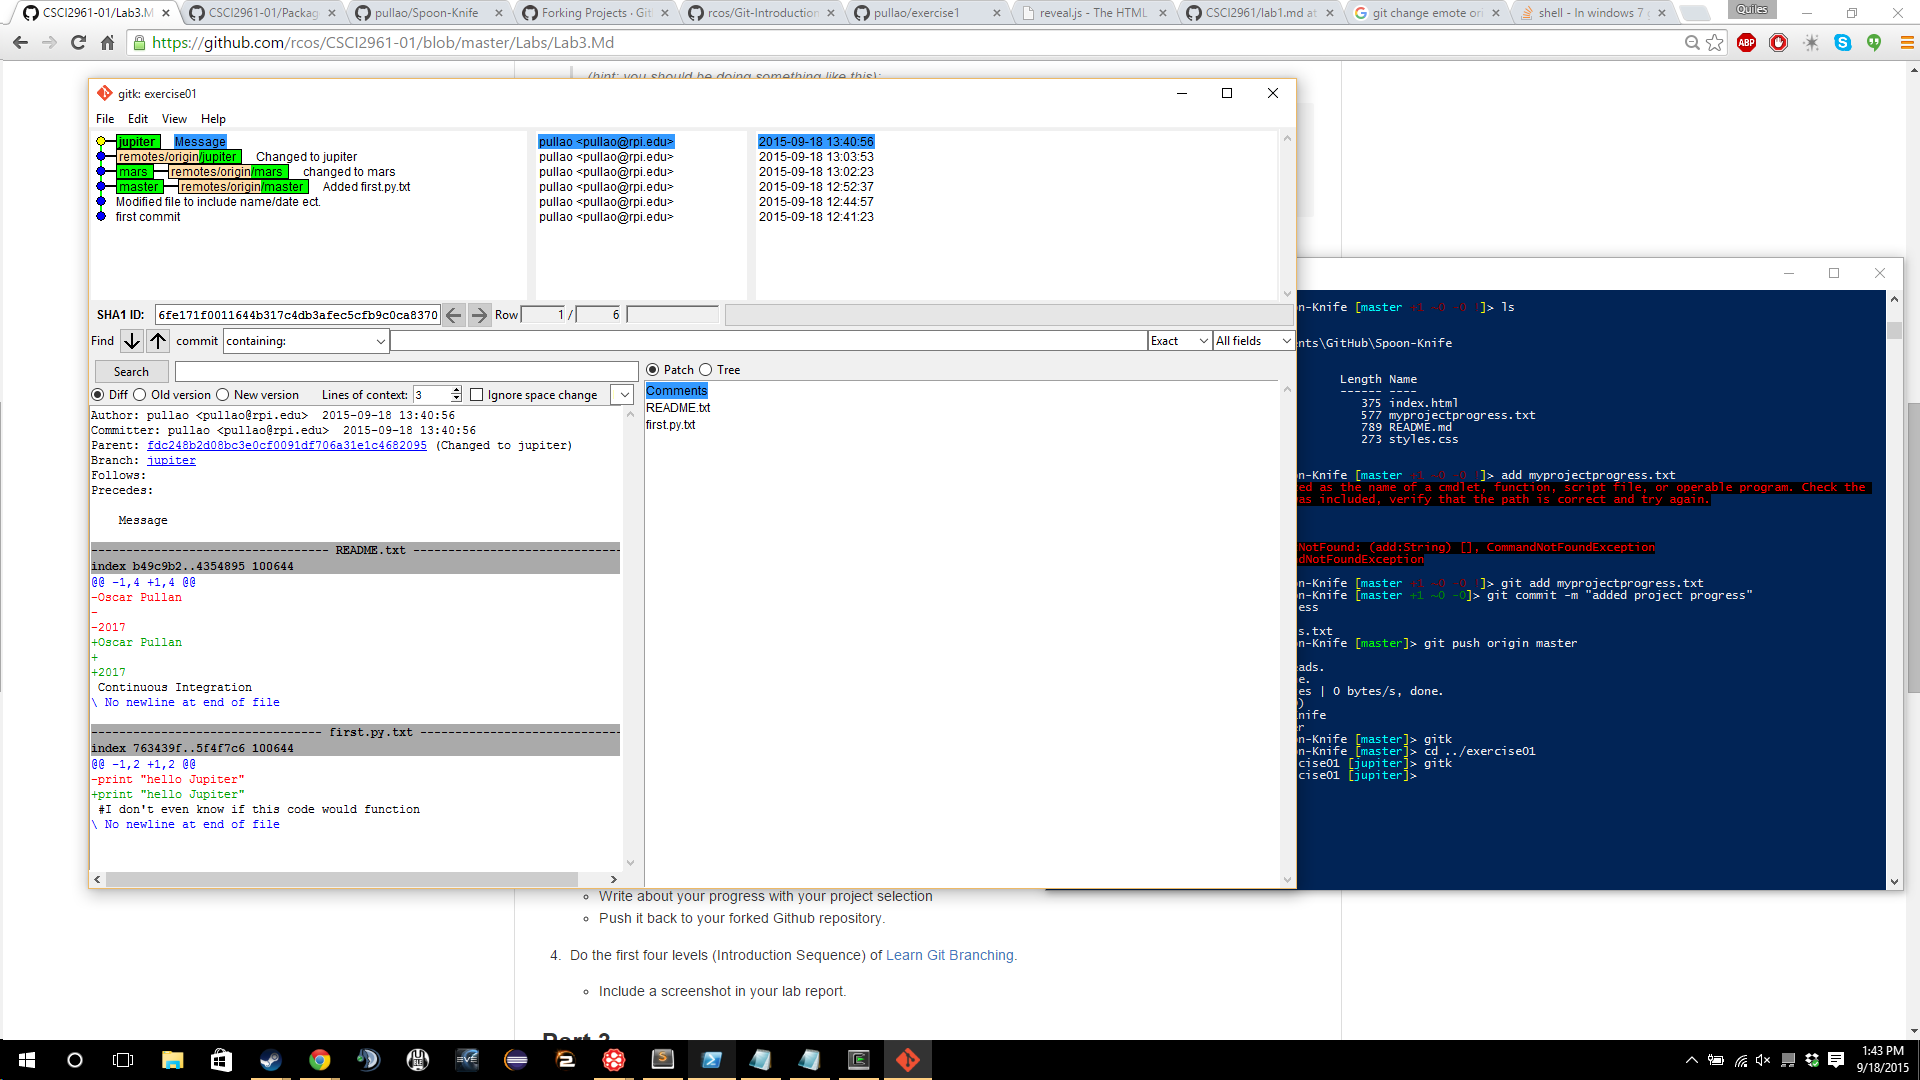 CSCI2961-01/Lab3.M
CSCI2961-01/Packag
pullao/Spoon-Knife
Forking Projects · Git
rcos/Git-Introduction
pullao/exercise1
reveal.js - The HTML
CSCI2961/lab1.md at
git change emote ori
shell - In windows 7
Quiles
https://github.com/rcos/CSCI2961-01/blob/master/Labs/Lab3.Md
ABP
(hint: you should be doing something like this):
gitk: exercise01
File Edit View Help
jupiter Message pullao <pullao@rpi.edu> 2015-09-18 13:40:56
remotes/origin/jupiter Changed to jupiter pullao <pullao@rpi.edu> 2015-09-18 13:03:53
mars remotes/origin/mars changed to mars pullao <pullao@rpi.edu> 2015-09-18 13:02:23
master remotes/origin/master Added first.py.txt pullao <pullao@rpi.edu> 2015-09-18 12:52:37
Modified file to include name/date ect. pullao <pullao@rpi.edu> 2015-09-18 12:44:57
first commit pullao <pullao@rpi.edu> 2015-09-18 12:41:23
SHA1 ID: 6fe171f0011644b317c4db3afec5cfb9c0ca8370 Row 1 / 6
Find commit containing: Exact All fields
Search
Diff Old version New version Lines of context: 3 Ignore space change
Author: pullao <pullao@rpi.edu> 2015-09-18 13:40:56
Committer: pullao <pullao@rpi.edu> 2015-09-18 13:40:56
Parent: fdc248b2d08bc3e0cf0091df706a31e1c4682095 (Changed to jupiter)
Branch: jupiter
Follows:
Precedes:
Message
---------------------------------- README.txt ------------------------------
index b49c9b2..4354895 100644
@@ -1,4 +1,4 @@
-Oscar Pullan
-
-2017
+Oscar Pullan
+
+2017
Continuous Integration
\ No newline at end of file
--------------------------------- first.py.txt -----------------------------
index 763439f..5f4f7c6 100644
@@ -1,2 +1,2 @@
-print "hello Jupiter"
+print "hello Jupiter"
#I don't even know if this code would function
\ No newline at end of file
Patch Tree
Comments
README.txt
first.py.txt
n-Knife [master +1 ~0 -0 !]> ls
nts\GitHub\Spoon-Knife
Length Name
------ ----
375 index.html
577 myprojectprogress.txt
789 README.md
273 styles.css
n-Knife [master +1 ~0 -0 !]> add myprojectprogress.txt
ed as the name of a cmdlet, function, script file, or operable program. Check the
as included, verify that the path is correct and try again.
NotFound: (add:String) [], CommandNotFoundException
dNotFoundException
n-Knife [master +1 ~0 -0 !]> git add myprojectprogress.txt
n-Knife [master +1 ~0 -0]> git commit -m "added project progress"
ess
s.txt
n-Knife [master]> git push origin master
ads.
e.
es | 0 bytes/s, done.
)
nife
r
n-Knife [master]> gitk
n-Knife [master]> cd ../exercise01
cise01 [jupiter]> gitk
cise01 [jupiter]>
Write about your progress with your project selection
Push it back to your forked Github repository.
4. Do the first four levels (Introduction Sequence) of Learn Git Branching.
Include a screenshot in your lab report.
1:43 PM
9/18/2015